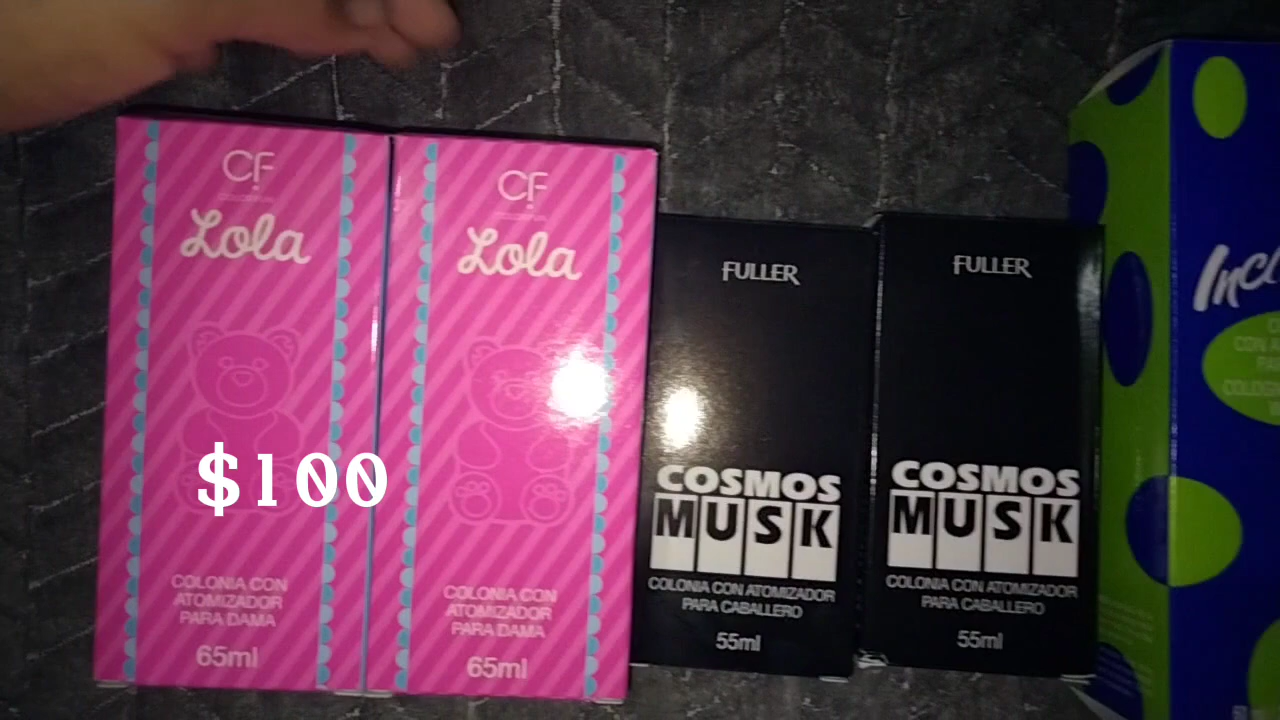 CF
Lola
$100
COLONIA CON
ATOMIZADOR
PARA DAMA
65ml
CF
Lola
COLONIA CON
ATOMIZADOR
PARA DAMA
65ml
FULLER
COSMOS
MUSK
COLONIA CON ATOMIZADOR
PARA CABALLERO
55ml
FULLER
COSMOS
MUSK
COLONIA CON ATOMIZADOR
PARA CABALLERO
55ml